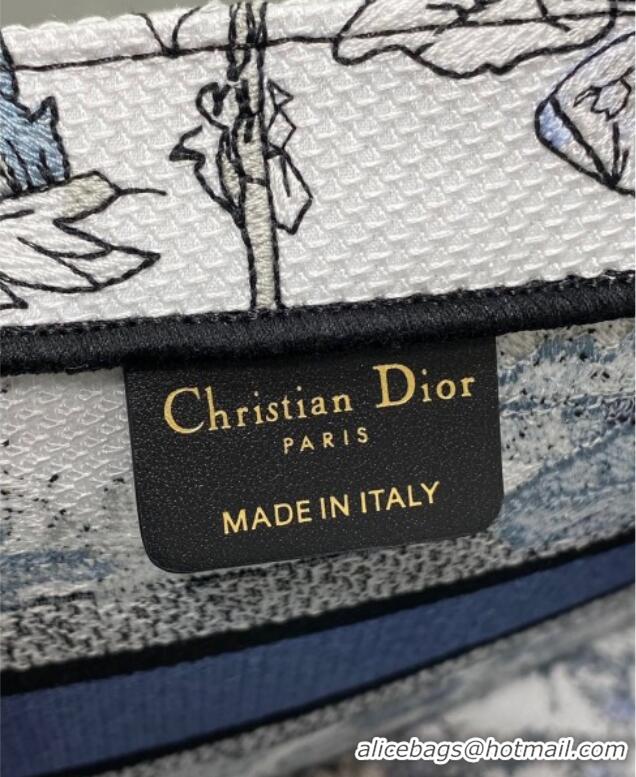 Christian Dior
PARIS
MADE IN ITALY
alicebags@hotmail.com